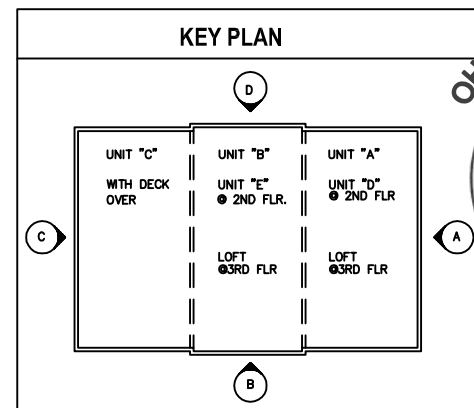 KEY PLAN
D
UNIT "C"
WITH DECK
OVER
UNIT "B"
UNIT "E"
@ 2ND FLR.
LOFT
@3RD FLR
UNIT "A"
UNIT "D"
@ 2ND FLR
LOFT
@3RD FLR
C
A
B